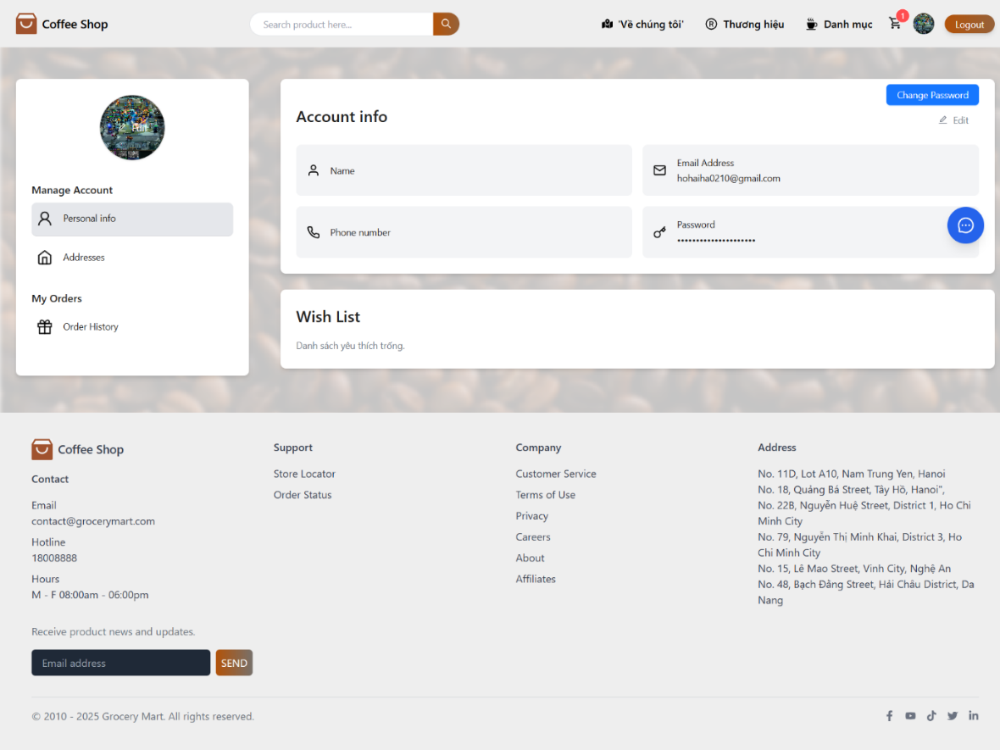 Coffee Shop
Search product here...
'Về chúng tôi'
® Thương hiệu
Danh mục
1
Logout
Edit
Manage Account
Personal info
Addresses
My Orders
Order History
Change Password
Account info
Edit
Name
Email Address
hohaiha0210@gmail.com
Phone number
Password
•••••••••••••••••••••
Wish List
Danh sách yêu thích trống.
Coffee Shop
Contact
Email
contact@grocerymart.com
Hotline
18008888
Hours
M - F 08:00am - 06:00pm
Receive product news and updates.
Email address
SEND
Support
Store Locator
Order Status
Company
Customer Service
Terms of Use
Privacy
Careers
About
Affiliates
Address
No. 11D, Lot A10, Nam Trung Yen, Hanoi
No. 18, Quảng Bá Street, Tây Hồ, Hanoi",
No. 22B, Nguyễn Huệ Street, District 1, Ho Chi
Minh City
No. 79, Nguyễn Thị Minh Khai, District 3, Ho
Chi Minh City
No. 15, Lê Mao Street, Vinh City, Nghệ An
No. 48, Bạch Đằng Street, Hải Châu District, Da
Nang
© 2010 - 2025 Grocery Mart. All rights reserved.